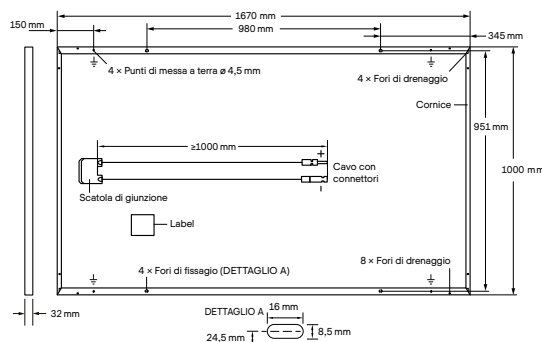 1670 mm
150 mm
980 mm
345 mm
4 × Punti di messa a terra ø 4,5 mm
4 × Fori di drenaggio
Cornice
951 mm
≥1000 mm
+
Cavo con
connettori
1000 mm
-
Scatola di giunzione
Label
8 × Fori di drenaggio
4 × Fori di fissagio (DETTAGLIO A)
32 mm
DETTAGLIO A
16 mm
8,5 mm
24,5 mm